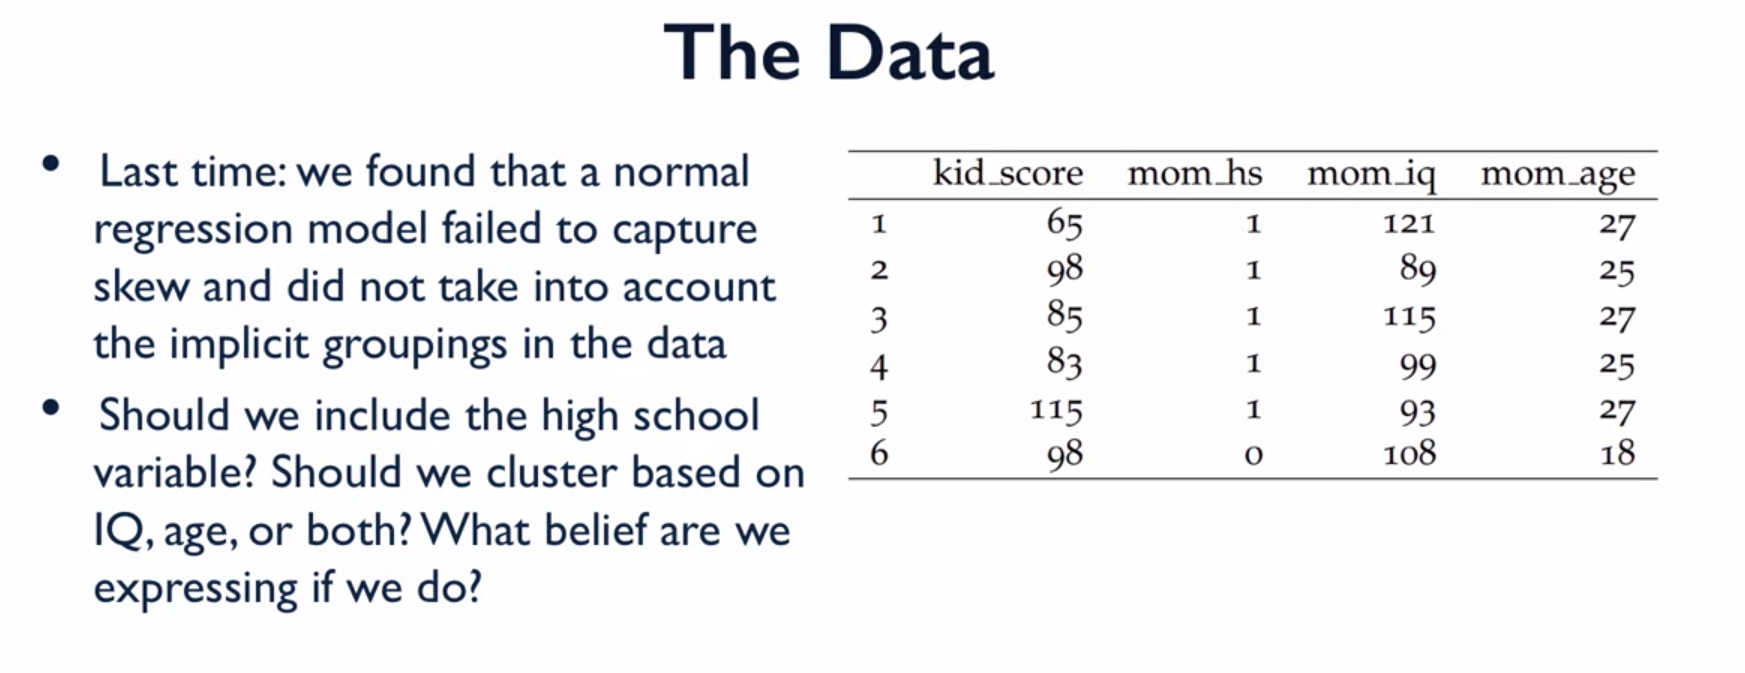 The Data
• Last time: we found that a normal
regression model failed to capture
skew and did not take into account
the implicit groupings in the data
• Should we include the high school
variable? Should we cluster based on
IQ, age, or both? What belief are we
expressing if we do?
kid_score mom_hs mom_iq mom_age
1 65 1 121 27
2 98 1 89 25
3 85 1 115 27
4 83 1 99 25
5 115 1 93 27
6 98 0 108 18